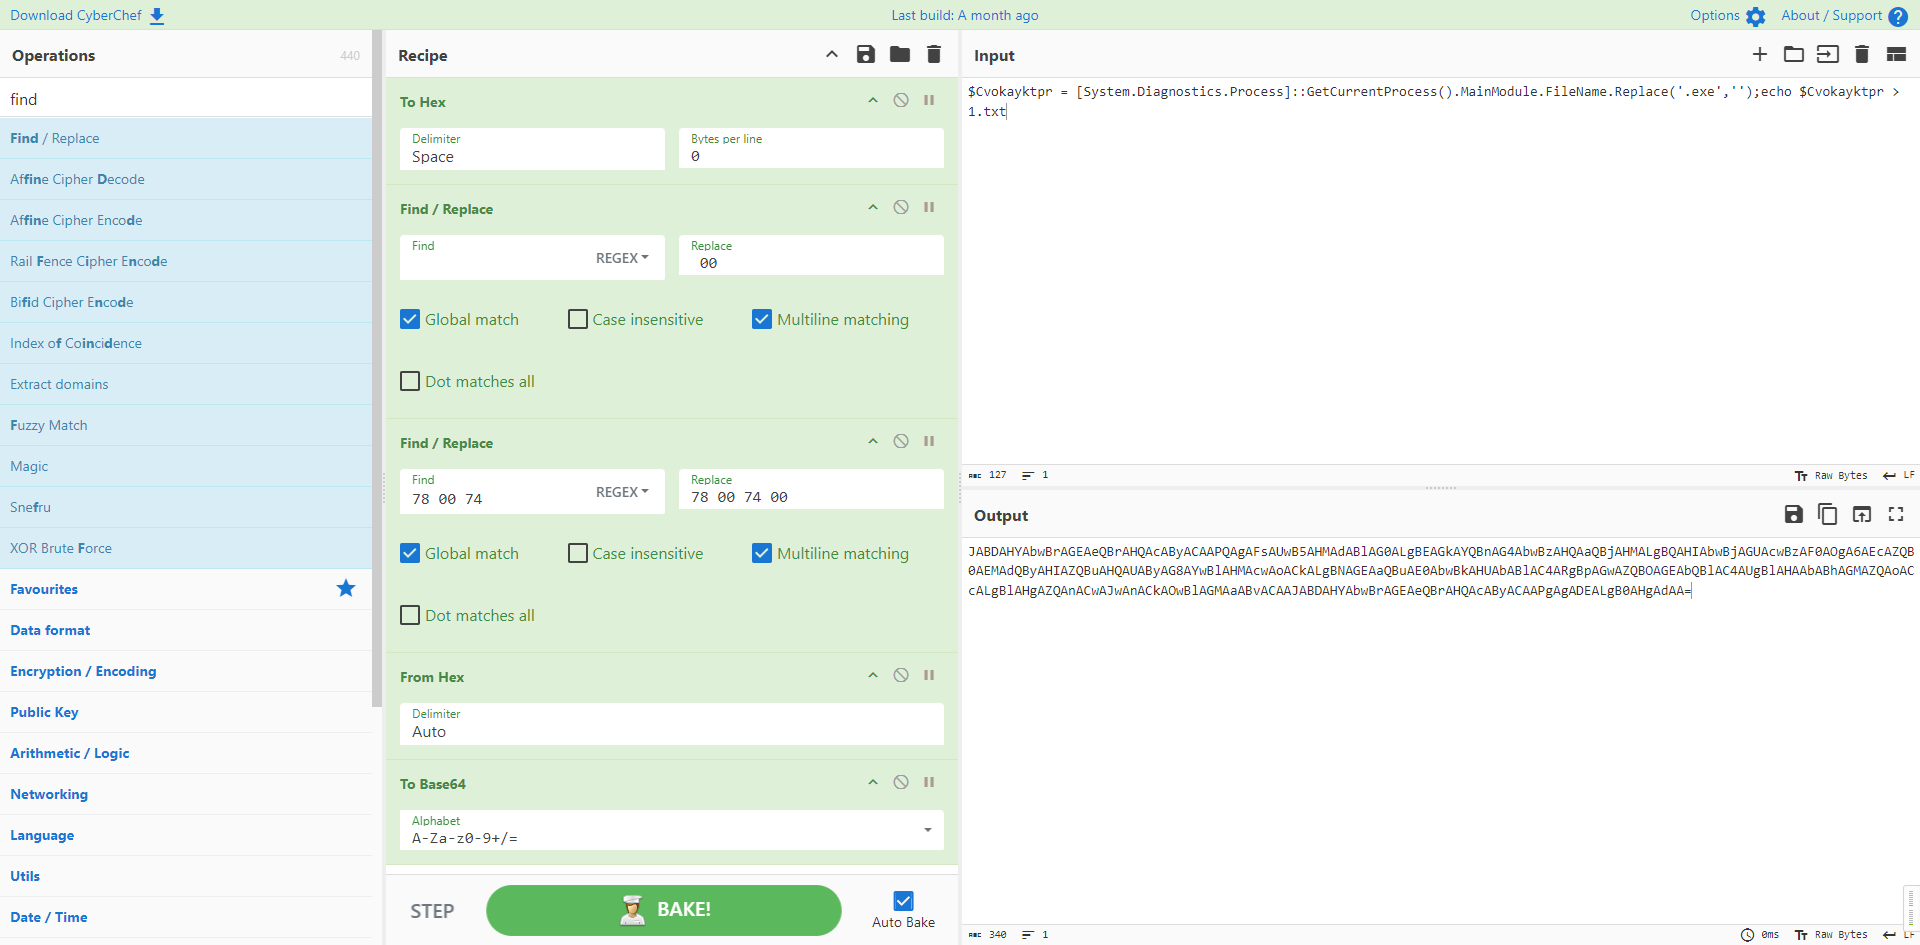 Download CyberChef
Last build: A month ago
Options
About / Support
Operations
440
find
Find / Replace
Affine Cipher Decode
Affine Cipher Encode
Rail Fence Cipher Encode
Bifid Cipher Encode
Index of Coincidence
Extract domains
Fuzzy Match
Magic
Snefru
XOR Brute Force
Favourites
Data format
Encryption / Encoding
Public Key
Arithmetic / Logic
Networking
Language
Utils
Date / Time
Recipe
To Hex
Delimiter
Space
Bytes per line
0
Find / Replace
Find
REGEX
Replace
00
Global match
Case insensitive
Multiline matching
Dot matches all
Find / Replace
Find
78 00 74
REGEX
Replace
78 00 74 00
Global match
Case insensitive
Multiline matching
Dot matches all
From Hex
Delimiter
Auto
To Base64
Alphabet
A-Za-z0-9+/=
STEP
BAKE!
Auto Bake
Input
$Cvokayktpr = [System.Diagnostics.Process]::GetCurrentProcess().MainModule.FileName.Replace('.exe','');echo $Cvokayktpr >
1.txt
ABC 127
1
Raw Bytes
LF
Output
JABDAHYAbwBrAGEAeQBrAHQAcAByACAAPQAgAFsAUwB5AHMAdABlAG0ALgBEAGkAYQBnAG4AbwBzAHQAaQBjAHMALgBQAHIAbwBjAGUAcwBzAF0AOgA6AEcAZQB
0AEMAdQByAHIAZQBuAHQAUAByAG8AYwBlAHMAcwAoACkALgBNAGEAaQBuAE0AbwBkAHUAbABlAC4ARgBpAGwAZQBOAGEAbQBlAC4AUgBlAHAAbABhAGMAZQAoAC
cALgBlAHgAZQAnACwAJwAnACkAOwBlAGMAaABvACAAJABDAHYAbwBrAGEAeQBrAHQAcAByACAAPgAgADEALgB0AHgAdAA=
ABC 340
1
0ms
Raw Bytes
LF